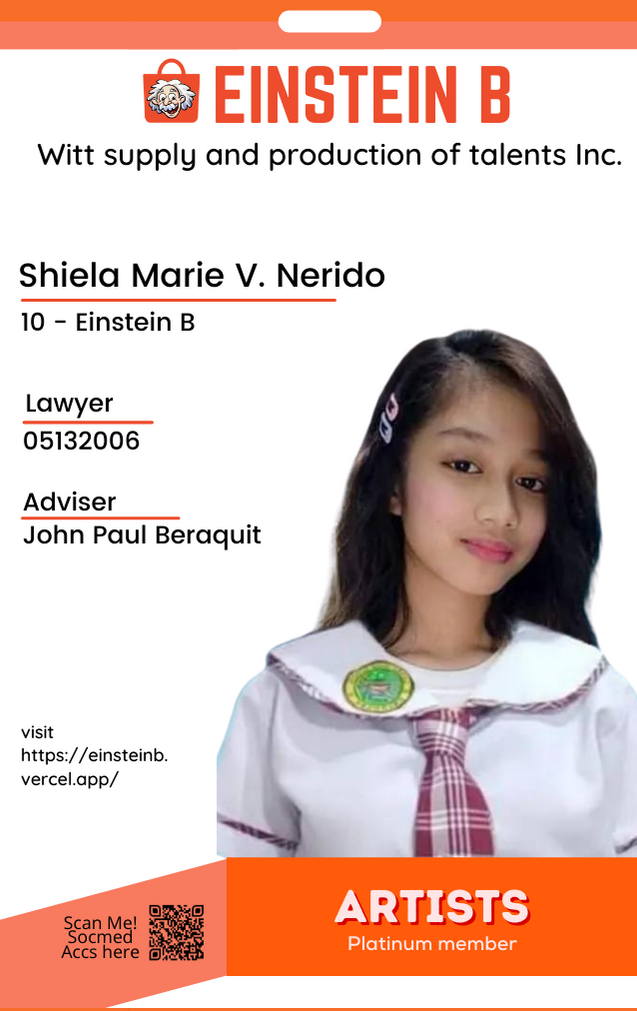 EINSTEIN B
Witt supply and production of talents Inc.
Shiela Marie V. Nerido
10 - Einstein B
Lawyer
05132006
Adviser
John Paul Beraquit
visit
https://einsteinb.
vercel.app/
Scan Me!
Socmed
Accs here
ARTISTS
Platinum member